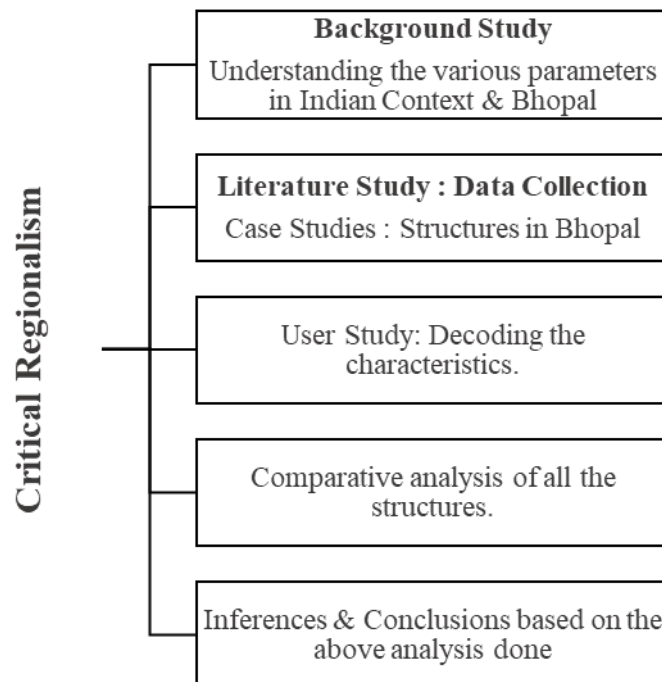 Critical Regionalism
Background Study
Understanding the various parameters
in Indian Context & Bhopal
Literature Study : Data Collection
Case Studies : Structures in Bhopal
User Study: Decoding the
characteristics.
Comparative analysis of all the
structures.
Inferences & Conclusions based on the
above analysis done